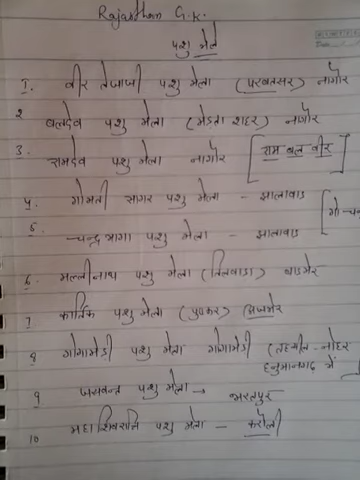 Rajasthan G.K.
पशु मेले
1. वीर तेजाजी पशु मेला (परबतसर) नागौर
2 बलदेव पशु मेला (मेड़ता शहर) नागौर
3. रामदेव पशु मेला नागौर [राम बल वीर
4. गोमती सागर पशु मेला - झालावाड़
5. चन्द्रभागा पशु मेला - झालावाड़ [गो-चन
6. मल्लीनाथ पशु मेला (तिलवाड़ा) बाड़मेर
7 कार्तिक पशु मेला (पुष्कर) अजमेर
8 गोगामेड़ी पशु मेला गोगामेड़ी (तहसील - नोहर
हनुमानगढ़ में
9 जसवन्त पशु मेला → भरतपुर
10 महाशिवरात्रि पशु मेला - करौली